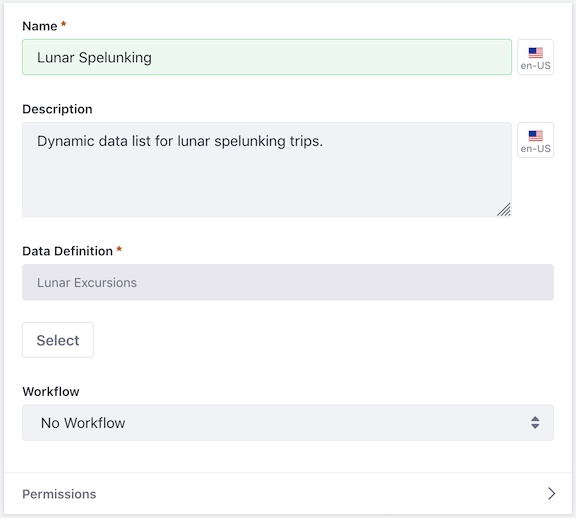 Name *
Lunar Spelunking
en-US
Description
Dynamic data list for lunar spelunking trips.
en-US
Data Definition *
Lunar Excursions
Select
Workflow
No Workflow
Permissions